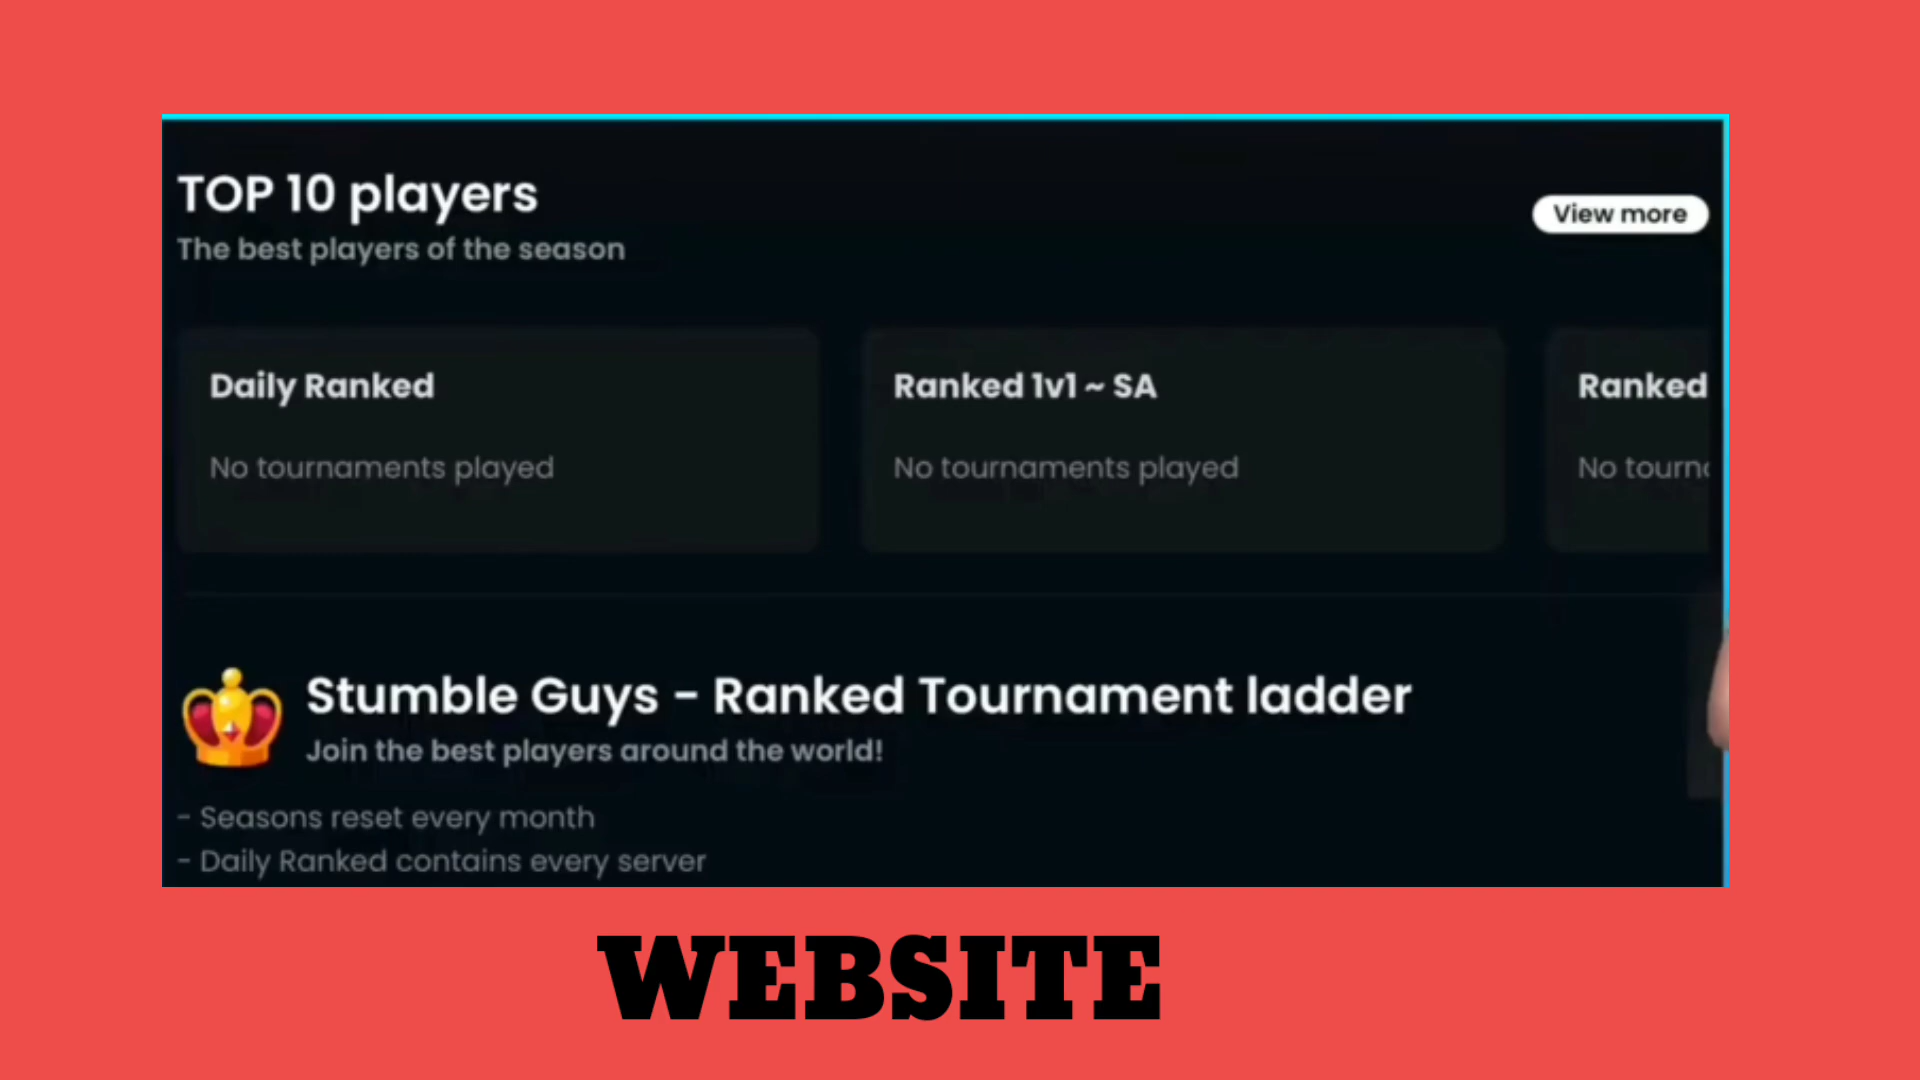 TOP 10 players
View more
The best players of the season
Daily Ranked
Ranked 1v1 ~ SA
Ranked
No tournaments played
No tournaments played
No
Stumble Guys - Ranked Tournament ladder
Join the best players around the world!
- Seasons reset every month
- Daily Ranked contains every server
WEBSITE